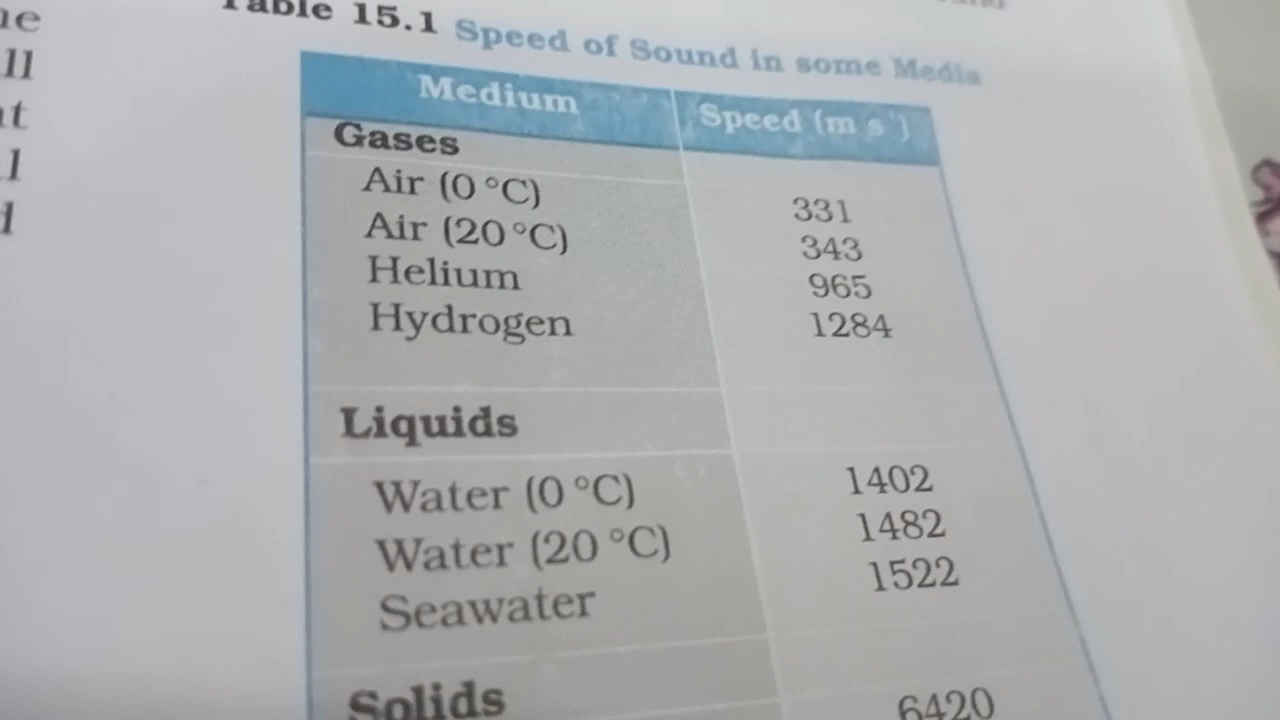 Table 15.1 Speed of Sound in some Media
Medium Speed (m s⁻¹)
Gases
Air (0 °C) 331
Air (20 °C) 343
Helium 965
Hydrogen 1284
Liquids
Water (0 °C) 1402
Water (20 °C) 1482
Seawater 1522
Solids
6420